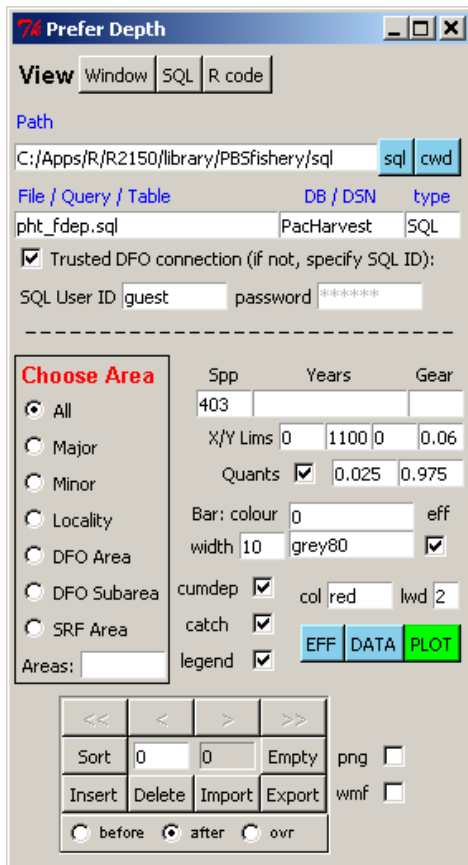 Prefer Depth
View Window SQL R code
Path
C:/Apps/R/R2150/library/PBSfishery/sql sql cwd
File / Query / Table DB / DSN type
pht_fdep.sql PacHarvest SQL
Trusted DFO connection (if not, specify SQL ID):
SQL User ID guest password ******
--------------------------------
Choose Area
All
Major
Minor
Locality
DFO Area
DFO Subarea
SRF Area
Areas:
Spp Years Gear
403
X/Y Lims 0 1100 0 0.06
Quants 0.025 0.975
Bar: colour 0 eff
width 10 grey80
cumdep col red lwd 2
catch
legend EFF DATA PLOT
<< < > >>
Sort 0 0 Empty png
Insert Delete Import Export wmf
before after ovr